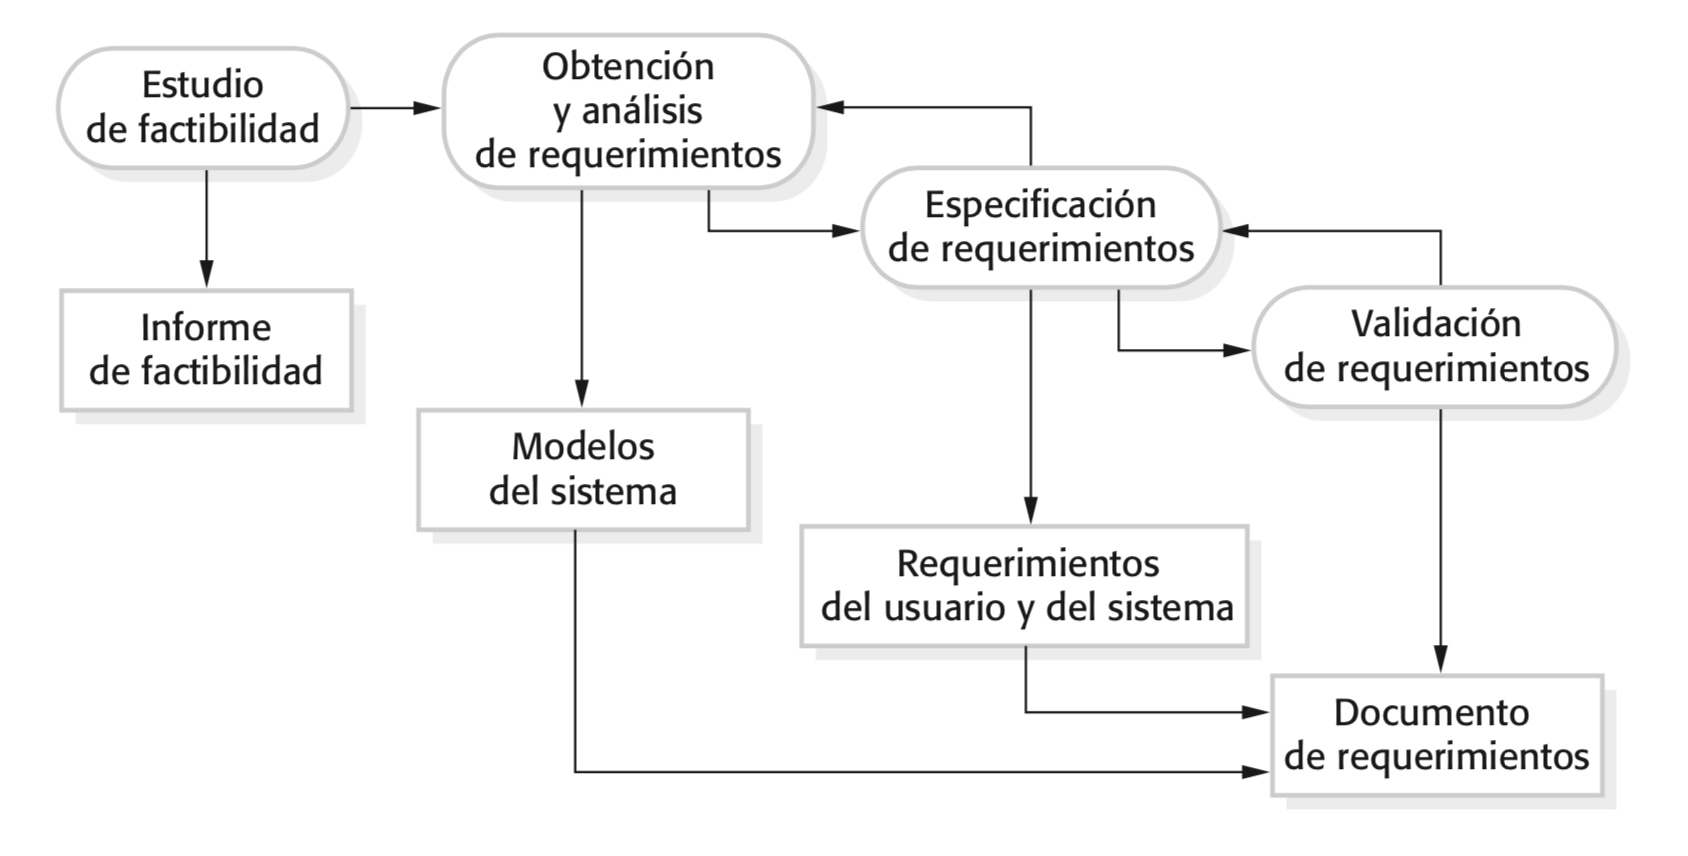 Estudio
de factibilidad
Obtención
y análisis
de requerimientos
Especificación
de requerimientos
Validación
de requerimientos
Informe
de factibilidad
Modelos
del sistema
Requerimientos
del usuario y del sistema
Documento
de requerimientos